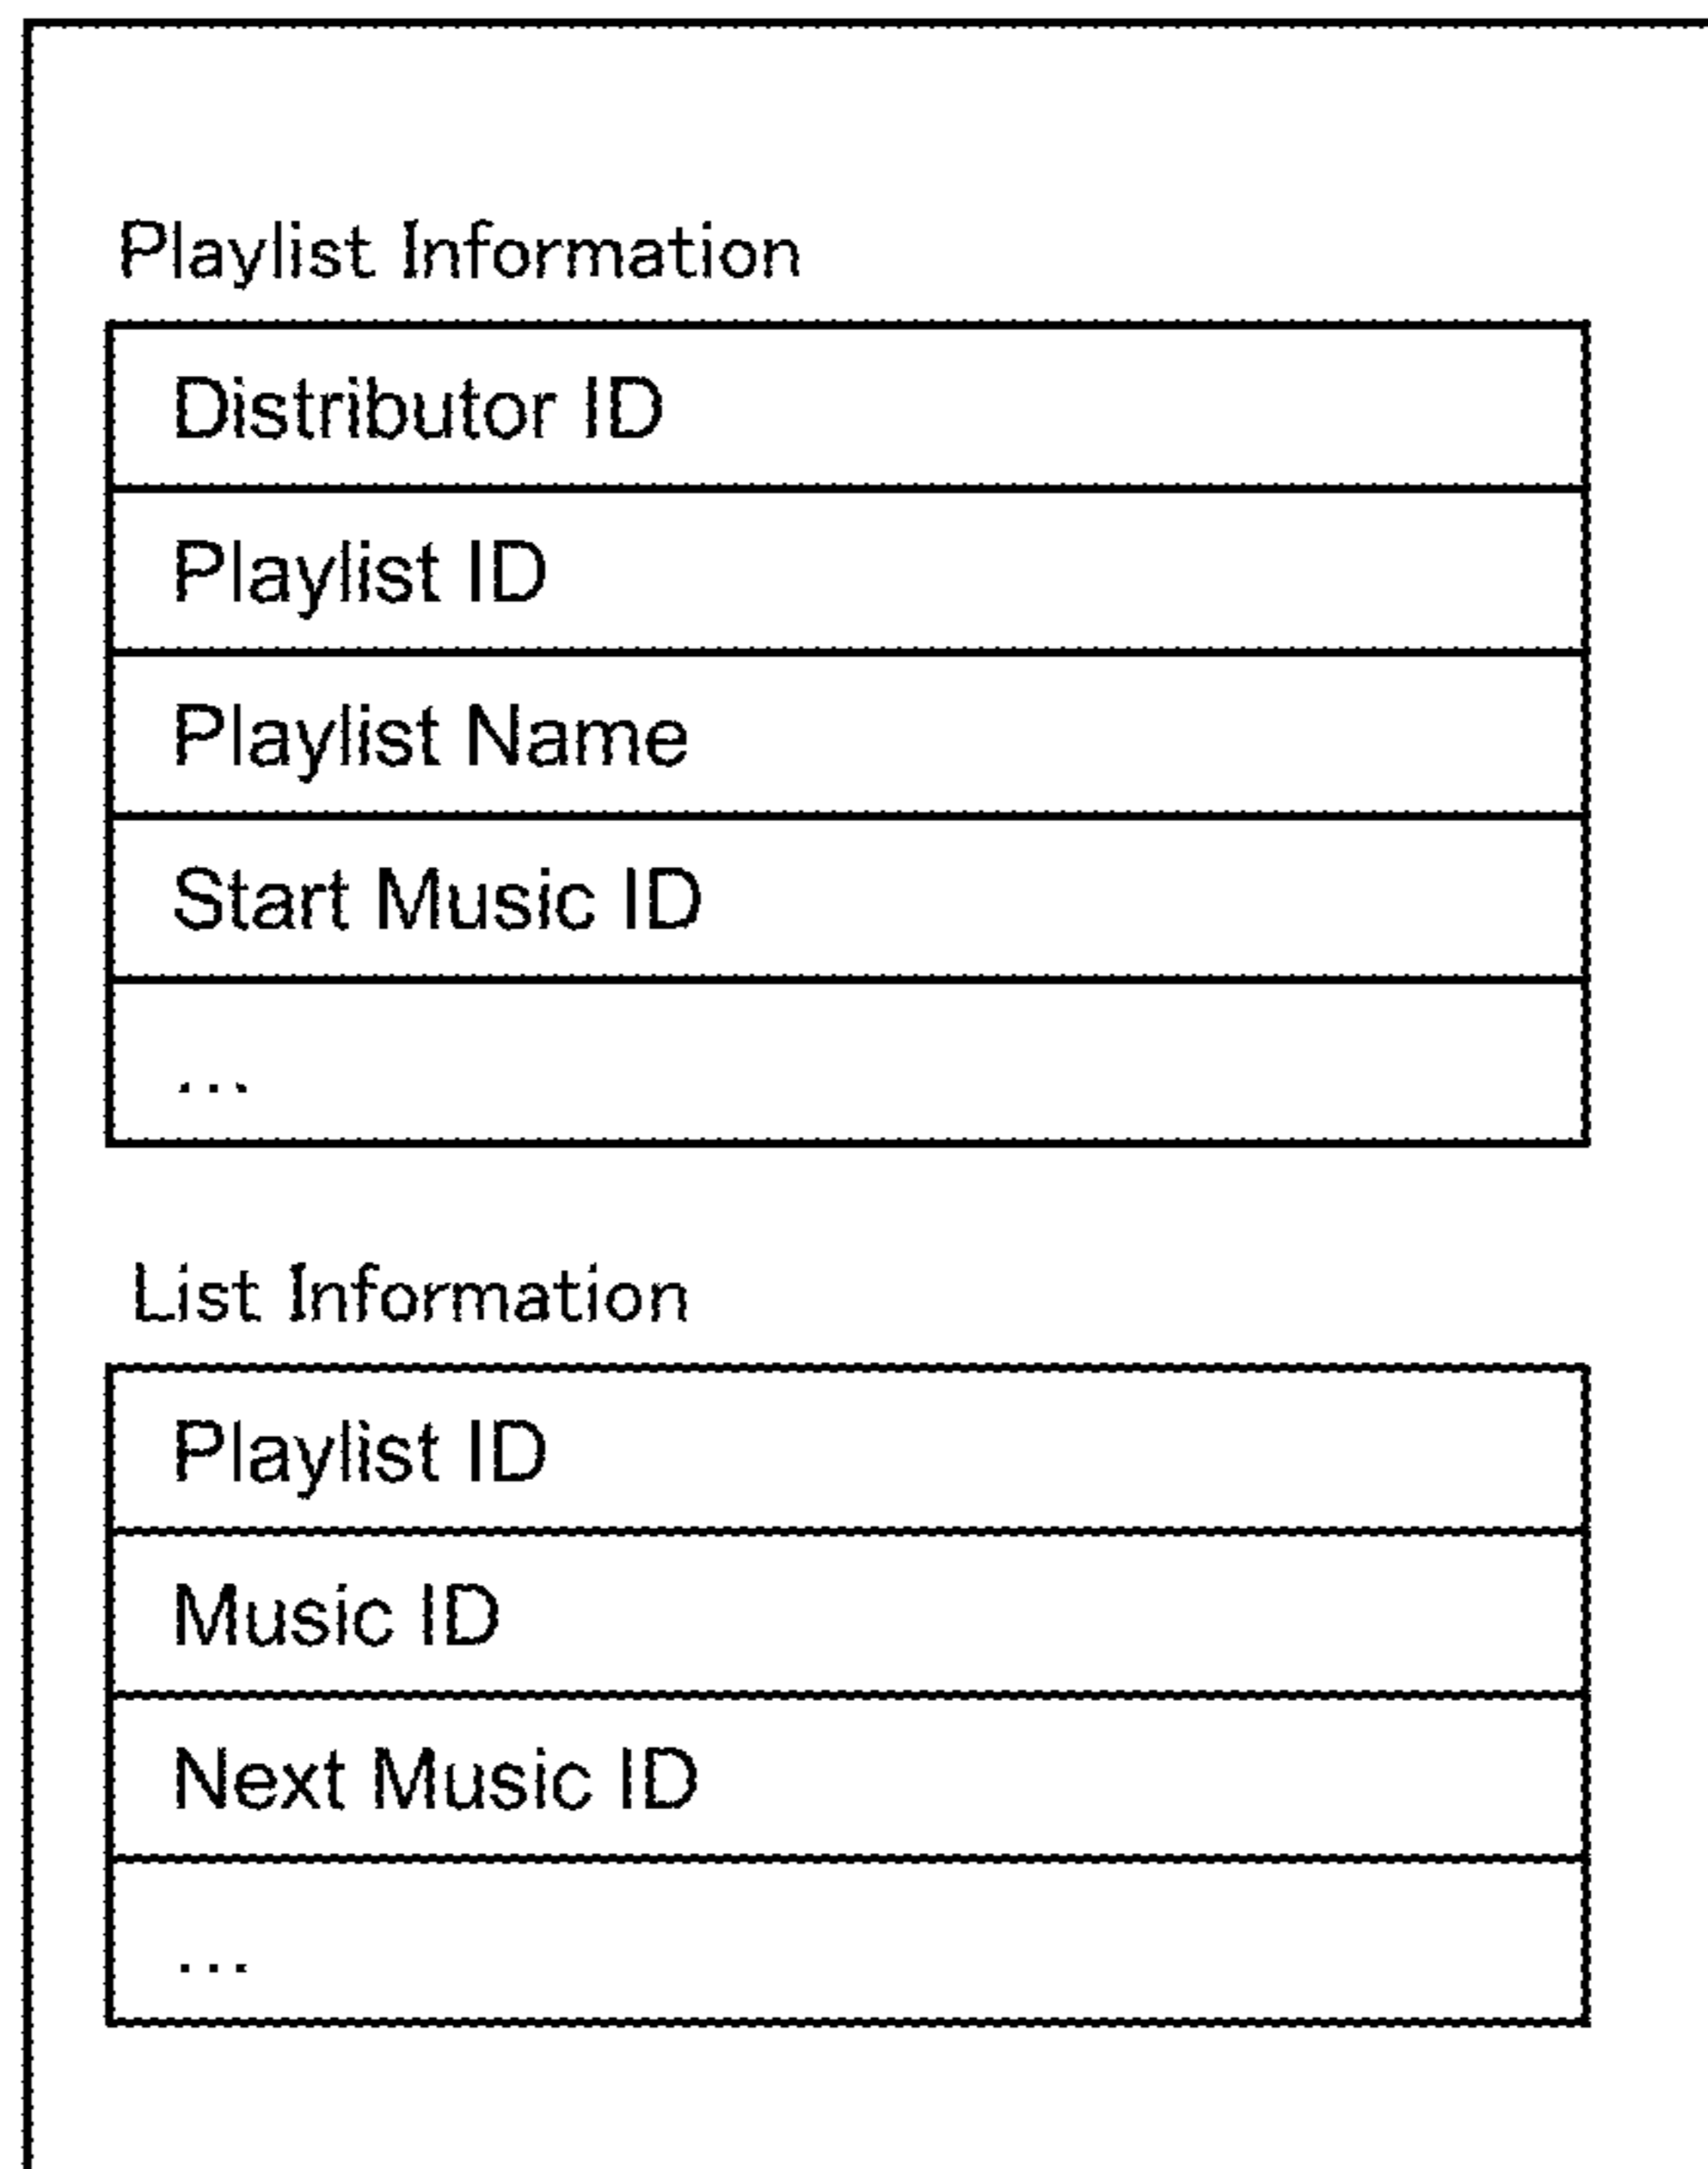 Playlist Information
Distributor ID
Playlist ID
Playlist Name
Start Music ID
...
List Information
Playlist ID
Music ID
Next Music ID
...